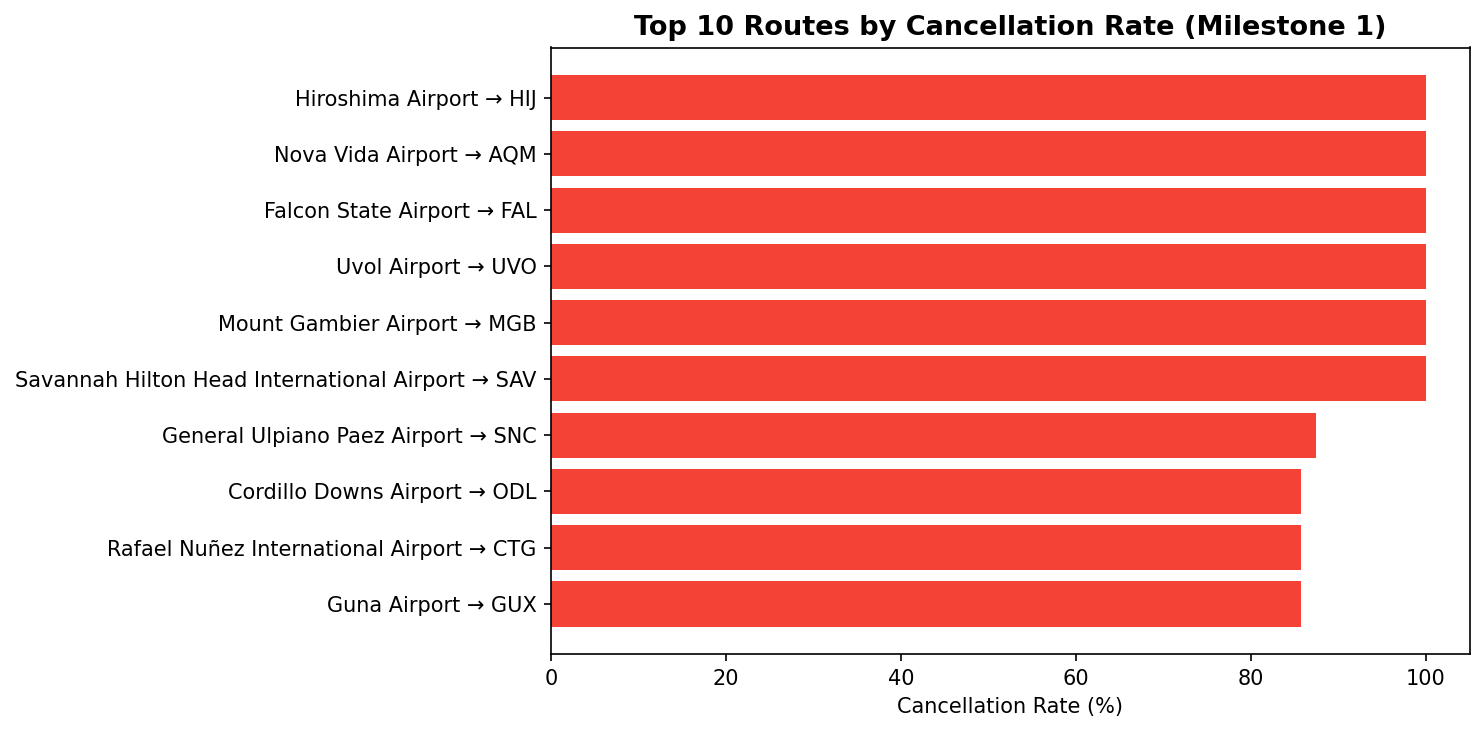 Top 10 Routes by Cancellation Rate (Milestone 1)
Hiroshima Airport → HIJ
Nova Vida Airport → AQM
Falcon State Airport → FAL
Uvol Airport → UVO
Mount Gambier Airport → MGB
Savannah Hilton Head International Airport → SAV
General Ulpiano Paez Airport → SNC
Cordillo Downs Airport → ODL
Rafael Nuñez International Airport → CTG
Guna Airport → GUX
0 20 40 60 80 100
Cancellation Rate (%)